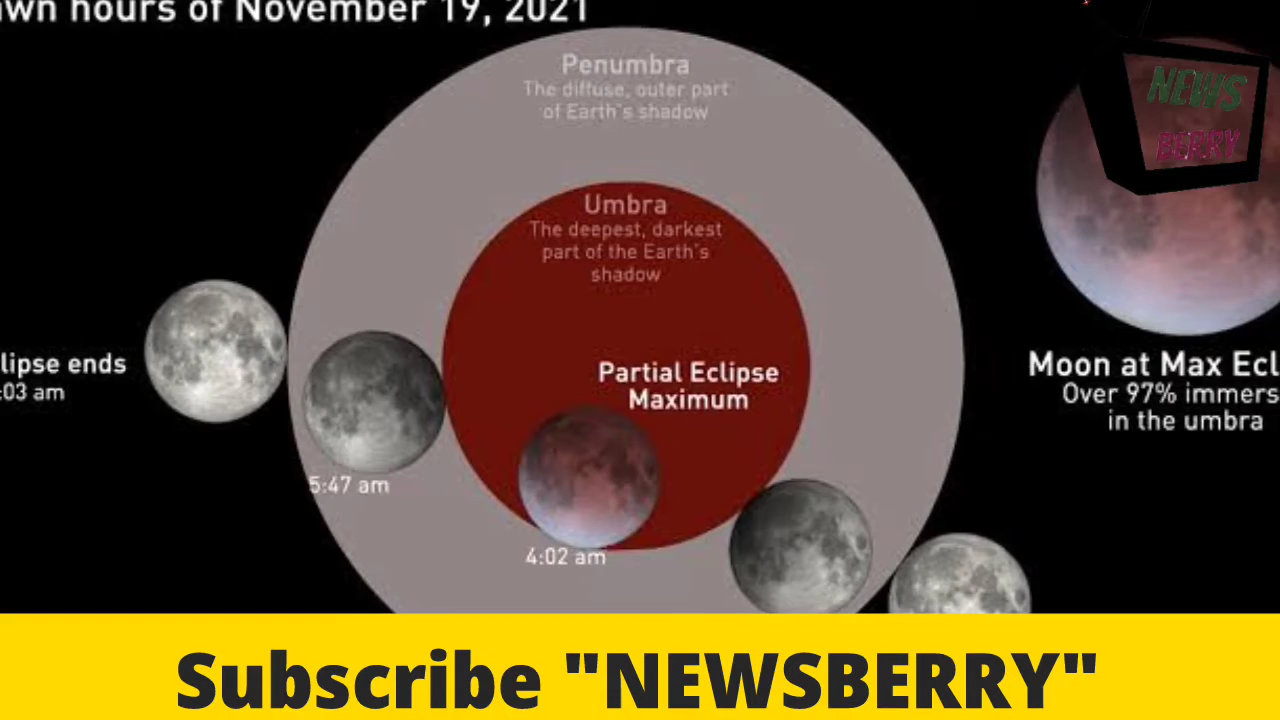 wn hours of November 19, 2021
NEWS
BERRY
Penumbra
The diffuse, outer part
of Earth's shadow
Umbra
The deepest, darkest
part of the Earth's
shadow
lipse ends
:03 am
Partial Eclipse
Maximum
Moon at Max Ecl
Over 97% immers
in the umbra
5:47 am
4:02 am
Subscribe "NEWSBERRY"